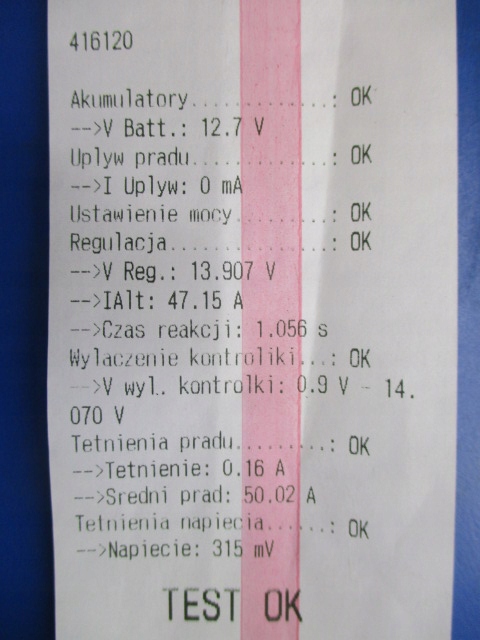 416120
Akumulatory.............: OK
-->V Batt.: 12.7 V
Uplyw pradu.............: OK
-->I Uplyw: 0 mA
Ustawienie mocy.........: OK
Regulacja...............: OK
-->V Reg.: 13.907 V
-->IAlt: 47.15 A
-->Czas reakcji: 1.056 s
Wylaczenie kontroliki...: OK
-->V wyl. kontrolki: 0.9 V - 14.
070 V
Tetnienia pradu.........: OK
-->Tetnienie: 0.16 A
-->Sredni prad: 50.02 A
Tetnienia napiecia......: OK
-->Napiecie: 315 mV
TEST OK